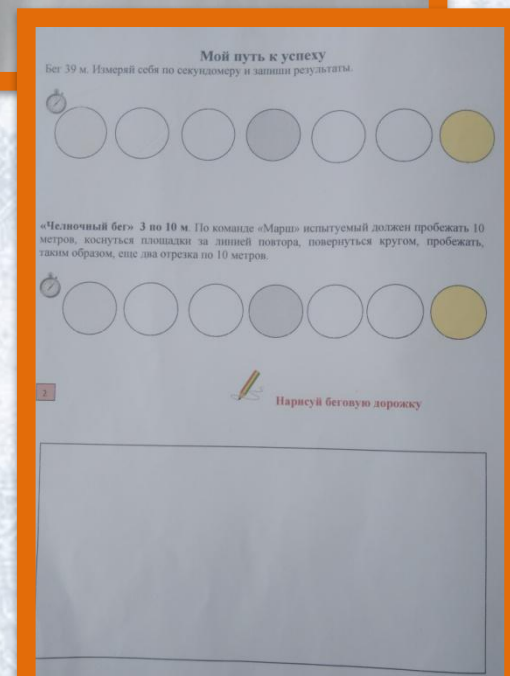 Мой путь к успеху
Бег 39 м. Измеряй себя по секундомеру и запиши результаты.
«Челночный бег» 3 по 10 м. По команде «Марш» испытуемый должен пробежать 10
метров, коснуться площадки за линией повтора, повернуться кругом, пробежать,
таким образом, еще два отрезка по 10 метров.
2
Нарисуй беговую дорожку